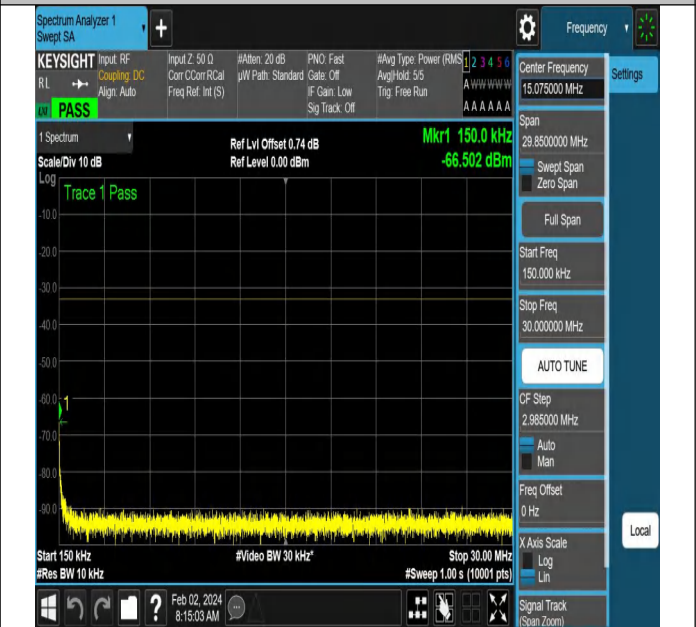 Spectrum Analyzer 1
Swept SA
+
Frequency
KEYSIGHT
Input: RF
Coupling: DC
Align: Auto
RL
PASS
Input Z: 50 Ω
Corr CCorr RCal
Freq Ref: Int (S)
#Atten: 20 dB
µW Path: Standard
PNO: Fast
Gate: Off
IF Gain: Low
Sig Track: Off
#Avg Type: Power (RMS
Avg|Hold: 5/5
Trig: Free Run
1 2 3 4 5 6
A W W W W W
A A A A A A
1 Spectrum
Scale/Div 10 dB
Ref Lvl Offset 0.74 dB
Ref Level 0.00 dBm
Mkr1 150.0 kHz
-66.502 dBm
Log
Trace 1 Pass
-10.0
-20.0
-30.0
-40.0
-50.0
-60.0
1
-70.0
-80.0
-90.0
Start 150 kHz
#Video BW 30 kHz*
Stop 30.00 MHz
#Res BW 10 kHz
#Sweep 1.00 s (10001 pts)
Feb 02, 2024
8:15:03 AM
Center Frequency
15.075000 MHz
Settings
Span
29.8500000 MHz
Swept Span
Zero Span
Full Span
Start Freq
150.000 kHz
Stop Freq
30.000000 MHz
AUTO TUNE
CF Step
2.985000 MHz
Auto
Man
Freq Offset
0 Hz
Local
X Axis Scale
Log
Lin
Signal Track
(Span Zoom)